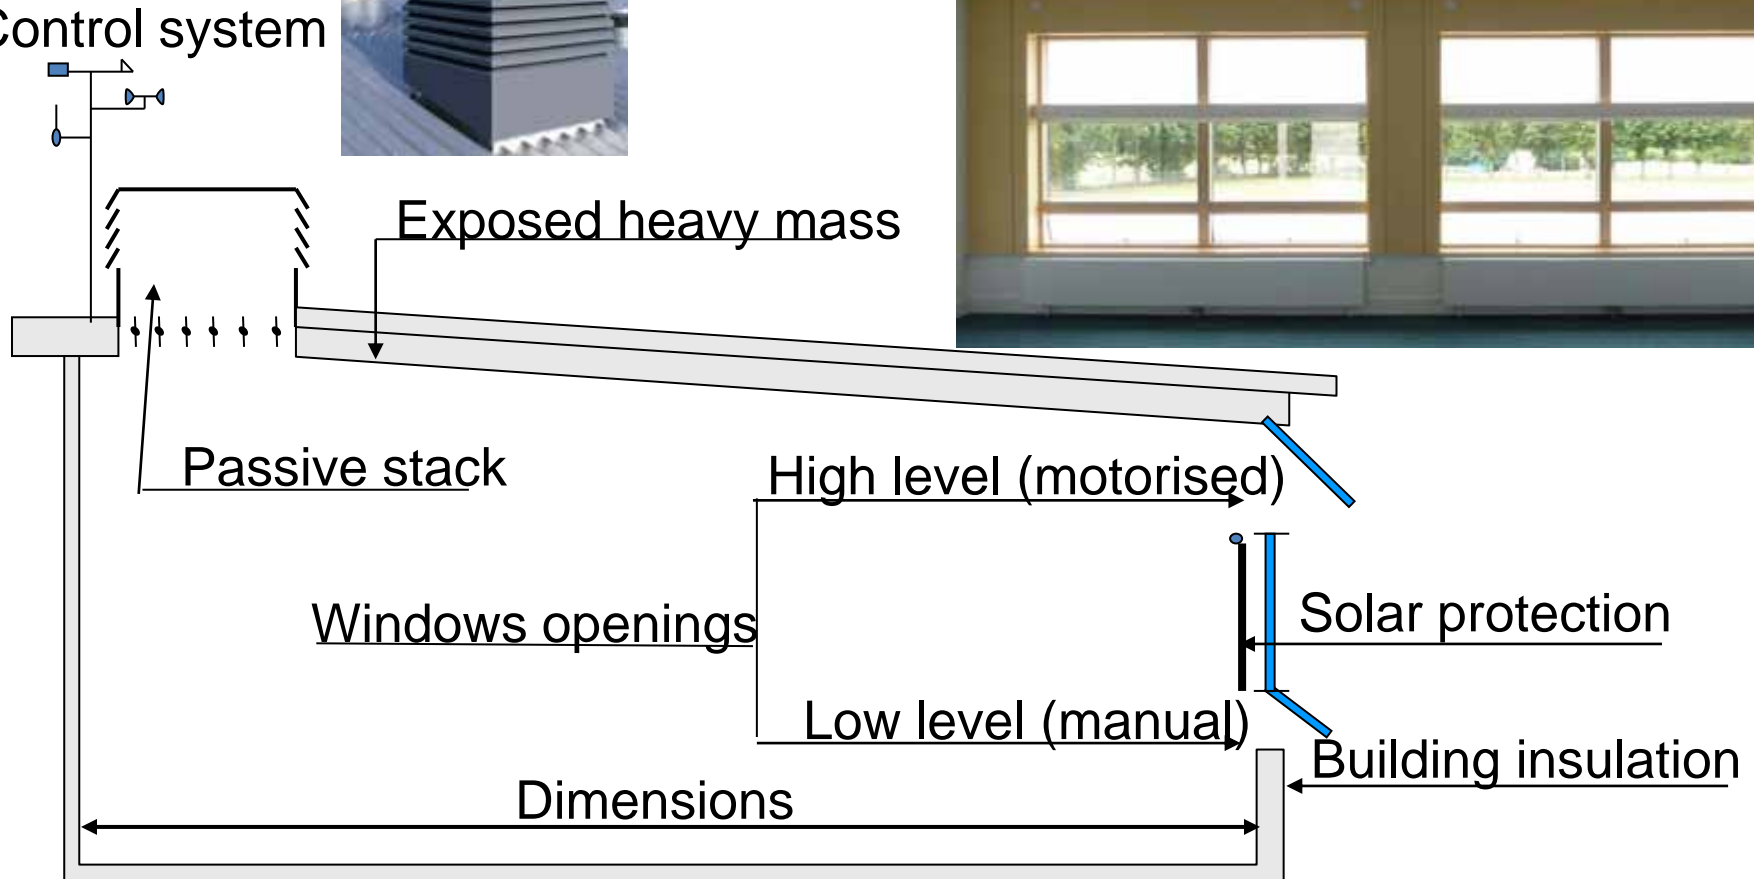 Control system
Exposed heavy mass
Passive stack
High level (motorised)
Windows openings
Solar protection
Low level (manual)
Building insulation
Dimensions